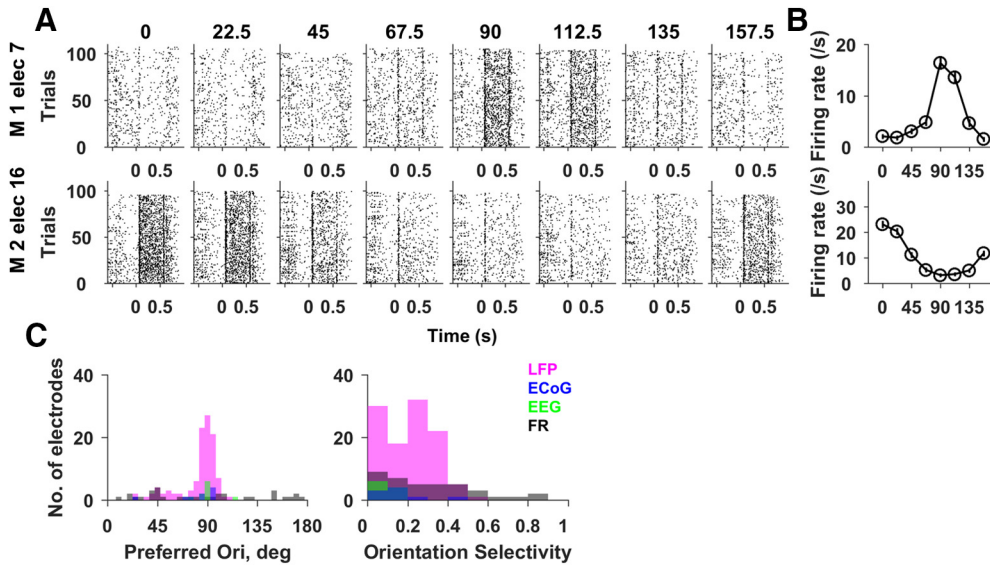 A
B
0 22.5 45 67.5 90 112.5 135 157.5
M 1 elec 7
Trials
100
50
0
0 0.5 0 0.5 0 0.5 0 0.5 0 0.5 0 0.5 0 0.5 0 0.5
Firing rate (/s)
20
10
0
0 45 90 135
M 2 elec 16
Trials
100
50
0
0 0.5 0 0.5 0 0.5 0 0.5 0 0.5 0 0.5 0 0.5 0 0.5
Time (s)
Firing rate (/s)
30
20
10
0
0 45 90 135
C
No. of electrodes
40
20
0
0 45 90 135 180
Preferred Ori, deg
40
20
0
0 0.2 0.4 0.6 0.8 1
Orientation Selectivity
LFP
ECoG
EEG
FR